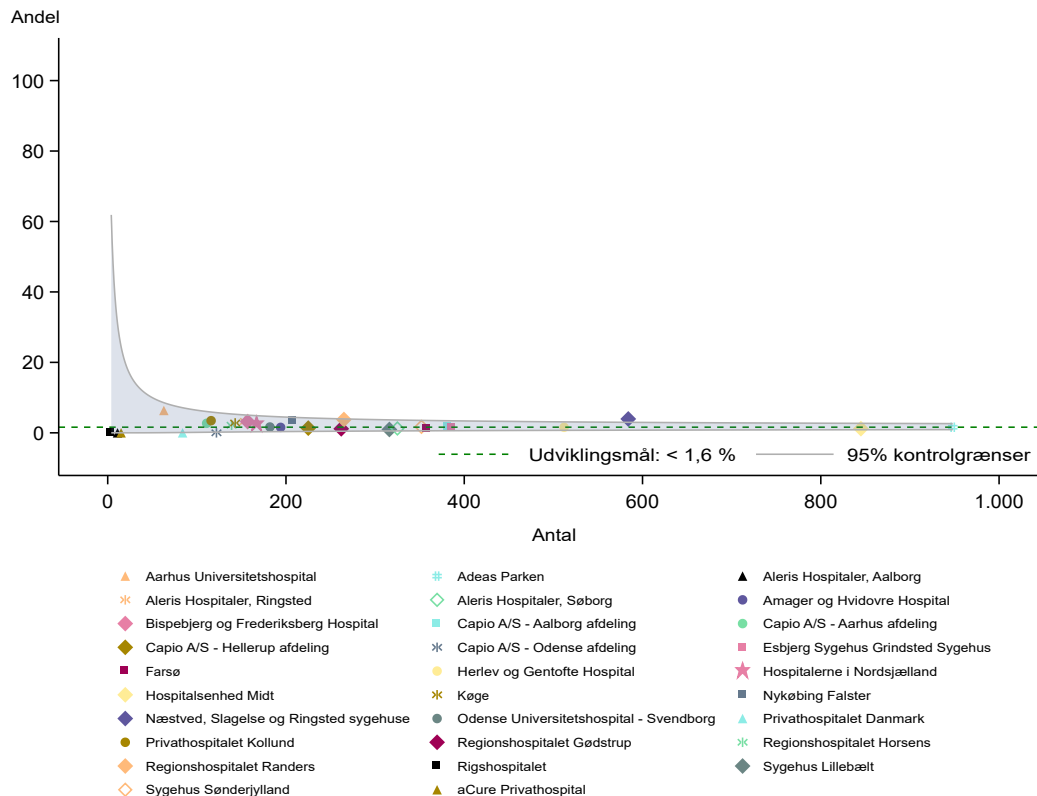 Andel
100
80
60
40
20
0
Udviklingsmål: < 1,6 %
95% kontrolgrænser
0
200
400
600
800
1.000
Antal
Aarhus Universitetshospital
Adeas Parken
Aleris Hospitaler, Aalborg
Aleris Hospitaler, Ringsted
Aleris Hospitaler, Søborg
Amager og Hvidovre Hospital
Bispebjerg og Frederiksberg Hospital
Capio A/S - Aalborg afdeling
Capio A/S - Aarhus afdeling
Capio A/S - Hellerup afdeling
Capio A/S - Odense afdeling
Esbjerg Sygehus Grindsted Sygehus
Farsø
Herlev og Gentofte Hospital
Hospitalerne i Nordsjælland
Hospitalsenhed Midt
Køge
Nykøbing Falster
Næstved, Slagelse og Ringsted sygehuse
Odense Universitetshospital - Svendborg
Privathospitalet Danmark
Privathospitalet Kollund
Regionshospitalet Gødstrup
Regionshospitalet Horsens
Regionshospitalet Randers
Rigshospitalet
Sygehus Lillebælt
Sygehus Sønderjylland
aCure Privathospital